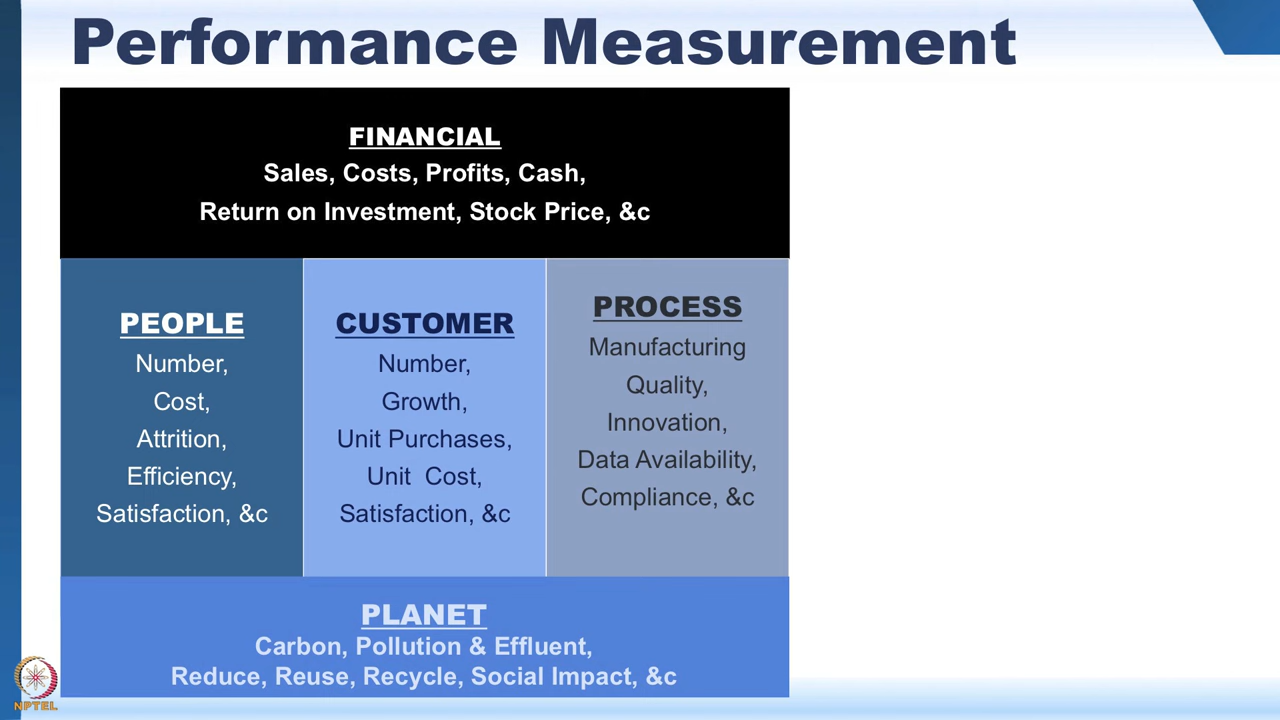 Performance Measurement
FINANCIAL
Sales, Costs, Profits, Cash,
Return on Investment, Stock Price, &c
PEOPLE
Number,
Cost,
Attrition,
Efficiency,
Satisfaction, &c
CUSTOMER
Number,
Growth,
Unit Purchases,
Unit Cost,
Satisfaction, &c
PROCESS
Manufacturing
Quality,
Innovation,
Data Availability,
Compliance, &c
PLANET
Carbon, Pollution & Effluent,
Reduce, Reuse, Recycle, Social Impact, &c
NPTEL